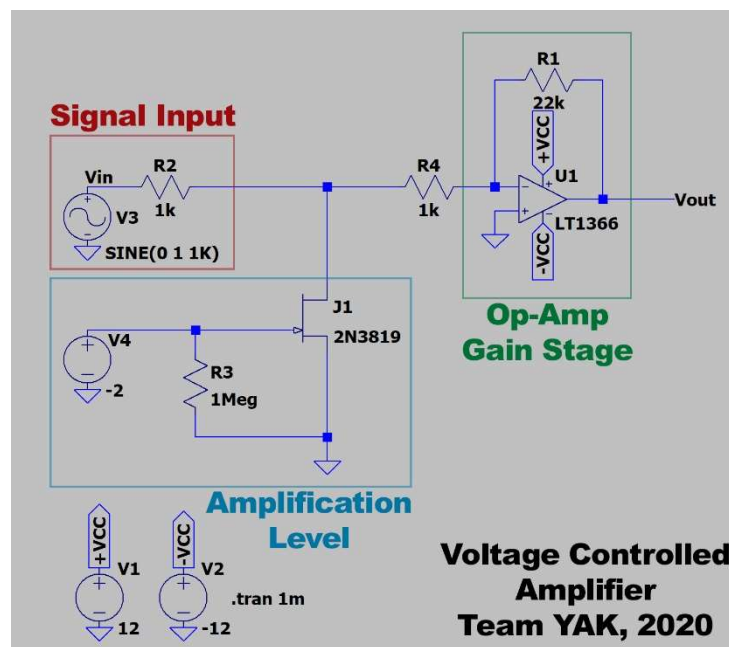 R1
22k
+VCC
U1
LT1366
-VCC
Vout
Signal Input
Vin
R2
1k
V3
SINE(0 1 1K)
R4
1k
Op-Amp
Gain Stage
J1
2N3819
V4
-2
R3
1Meg
Amplification
Level
+VCC
V1
12
-VCC
V2
-12
.tran 1m
Voltage Controlled
Amplifier
Team YAK, 2020